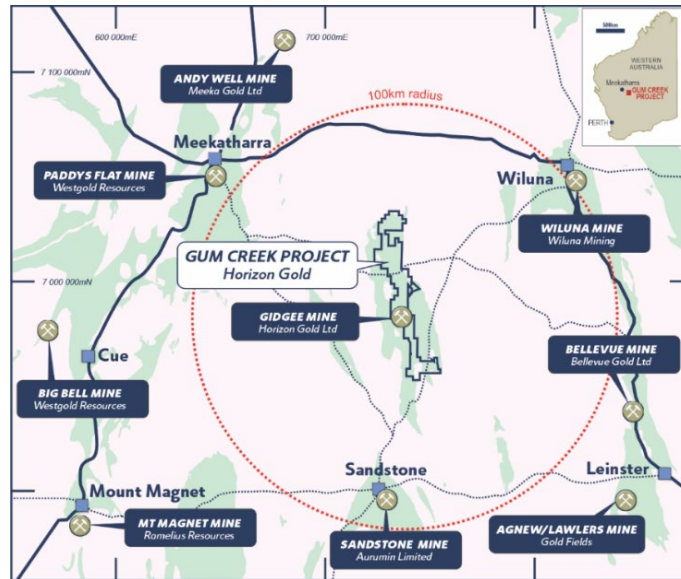 600 000mE
700 000mE
7 100 000mN
ANDY WELL MINE
Meeka Gold Ltd
100km radius
500km
WESTERN
AUSTRALIA
Meekatharra
GUM CREEK
PROJECT
PERTH
Meekatharra
PADDYS FLAT MINE
Westgold Resources
Wiluna
WILUNA MINE
Wiluna Mining
GUM CREEK PROJECT
Horizon Gold
7 000 000mN
GIDGEE MINE
Horizon Gold Ltd
BELLEVUE MINE
Bellevue Gold Ltd
Cue
BIG BELL MINE
Westgold Resources
Sandstone
Leinster
Mount Magnet
MT MAGNET MINE
Ramelius Resources
SANDSTONE MINE
Aurumin Limited
AGNEW/LAWLERS MINE
Gold Fields